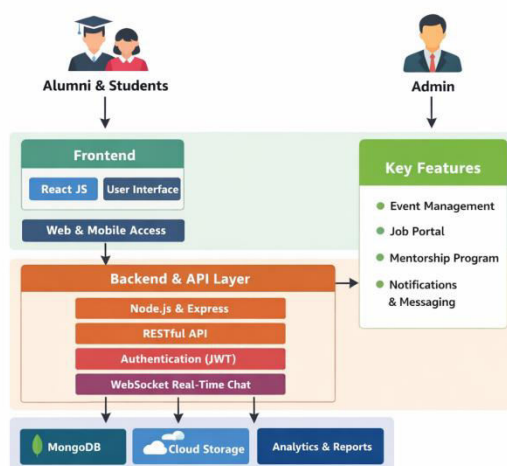 Alumni & Students
Admin
Frontend
React JS
User Interface
Web & Mobile Access
Key Features
Event Management
Job Portal
Mentorship Program
Notifications
& Messaging
Backend & API Layer
Node.js & Express
RESTful API
Authentication (JWT)
WebSocket Real-Time Chat
MongoDB
Cloud Storage
Analytics & Reports